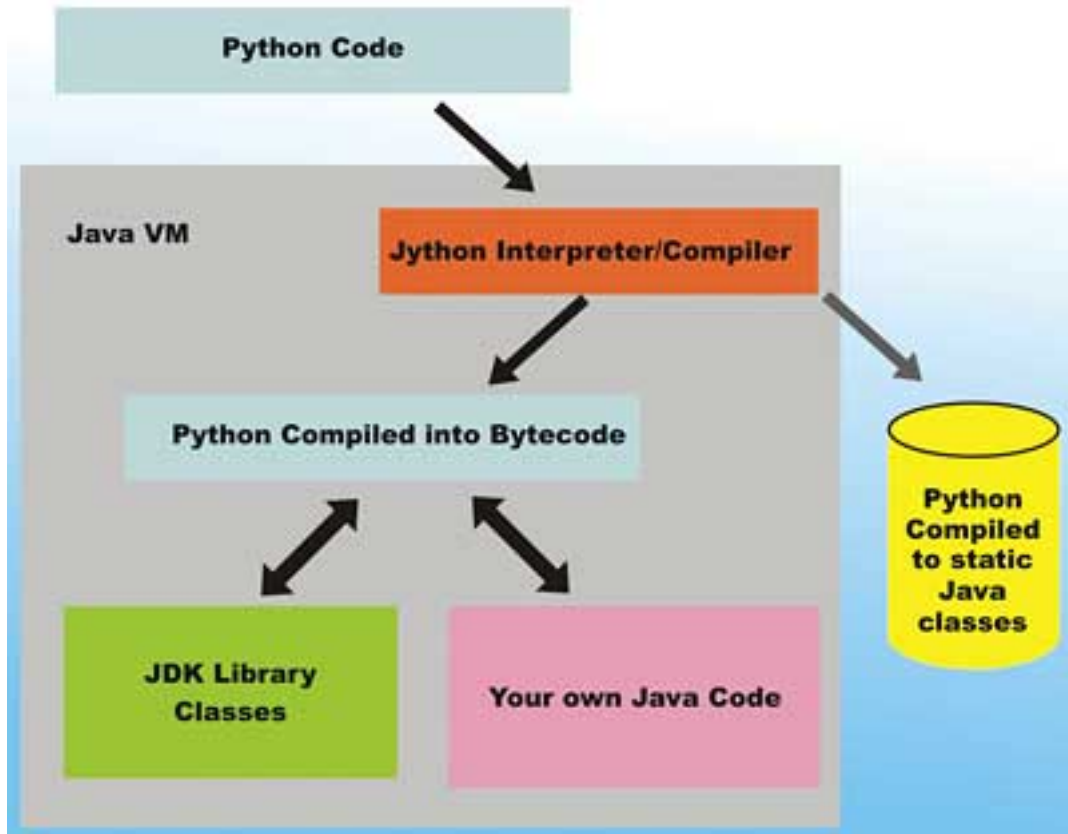 Python Code
Java VM
Jython Interpreter/Compiler
Python Compiled into Bytecode
Python
Compiled
to static
Java
classes
JDK Library
Classes
Your own Java Code